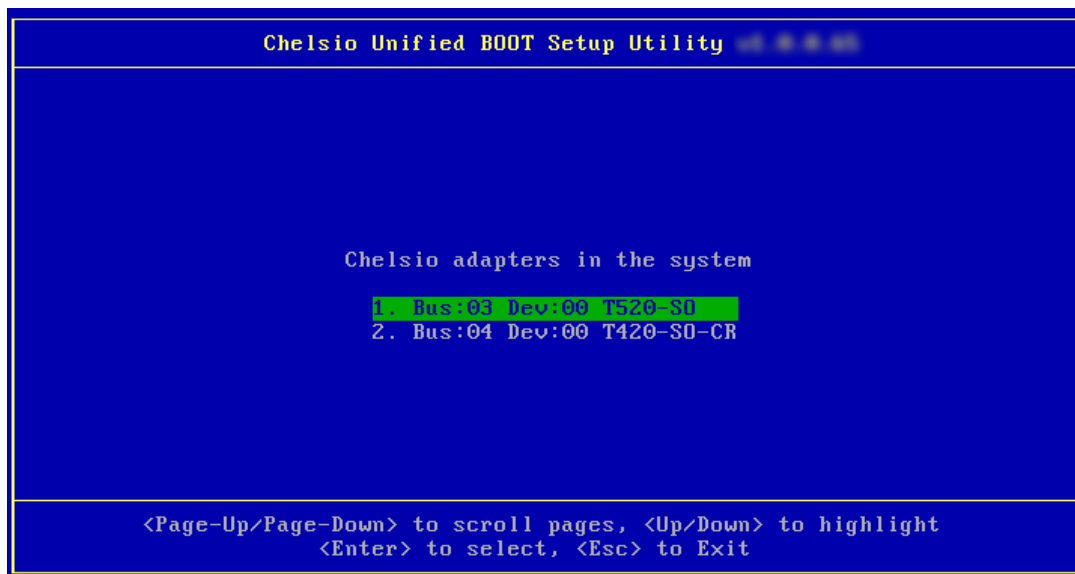 Chelsio Unified BOOT Setup Utility
Chelsio adapters in the system
1. Bus:03 Dev:00 T520-SO
2. Bus:04 Dev:00 T420-SO-CR
<Page-Up/Page-Down> to scroll pages, <Up/Down> to highlight
<Enter> to select, <Esc> to Exit